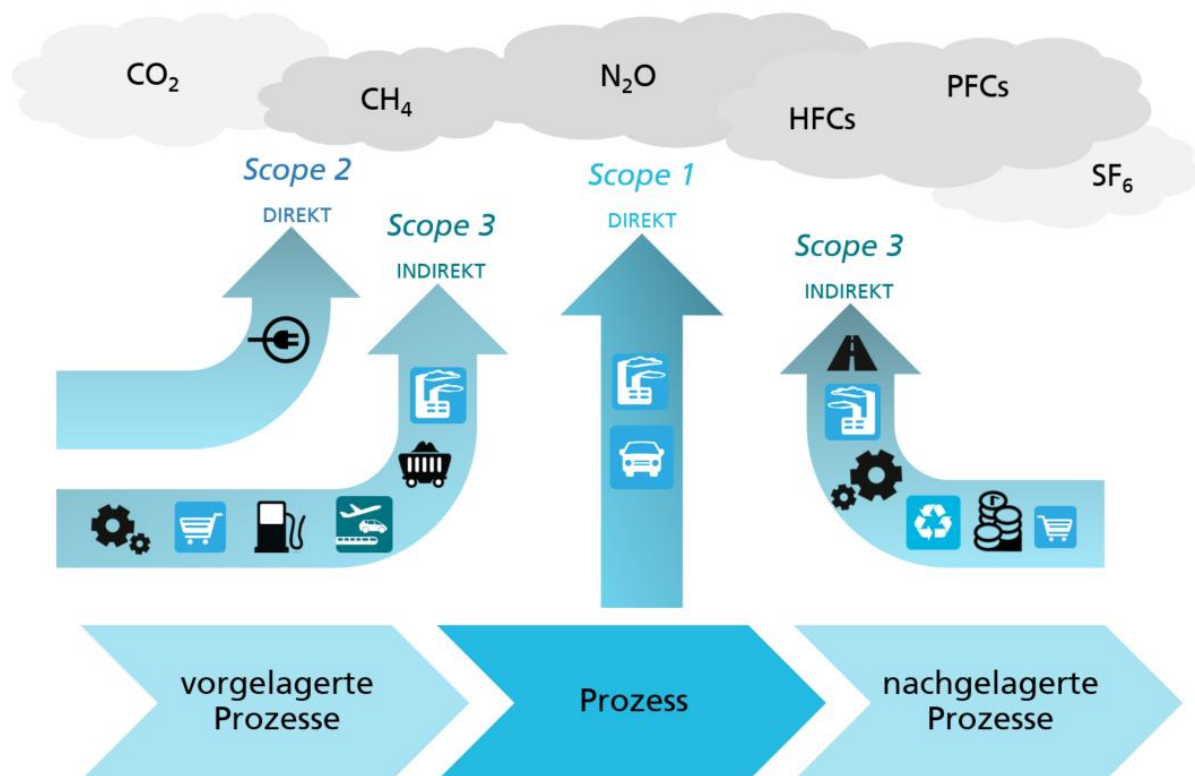 CO₂
CH₄
N₂O
HFCs
PFCs
SF₆
Scope 2
DIREKT
Scope 3
INDIREKT
Scope 1
DIREKT
Scope 3
INDIREKT
vorgelagerte
Prozesse
Prozess
nachgelagerte
Prozesse